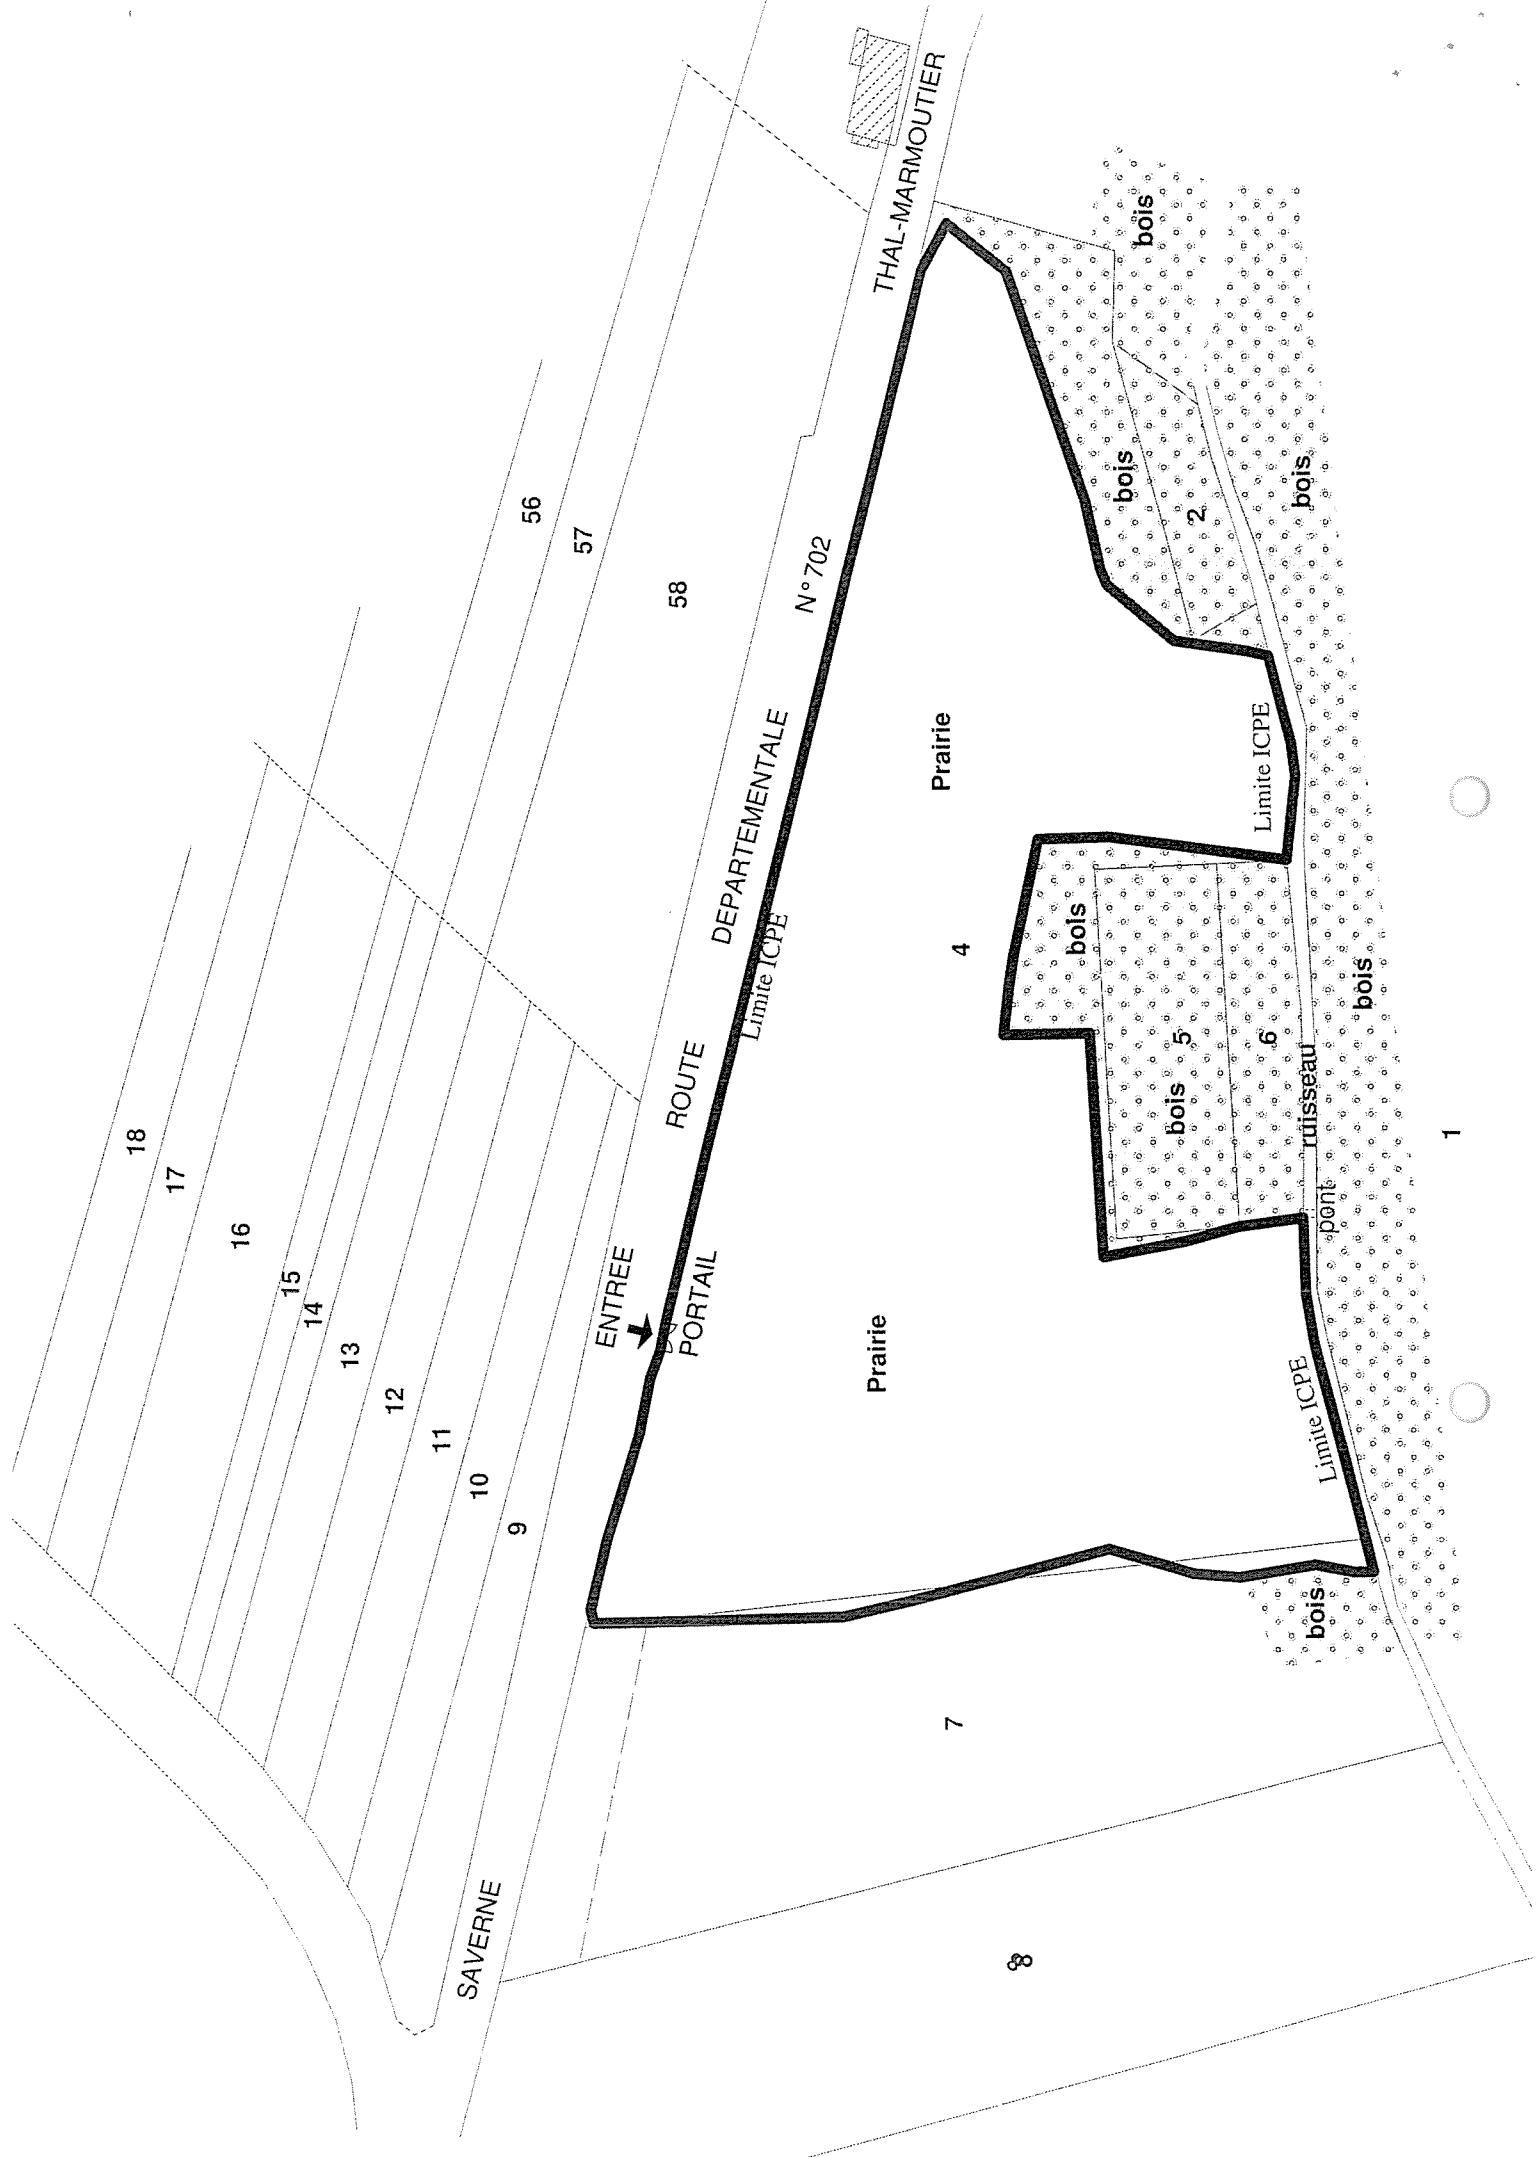 18
17
16
15
14
13
12
11
10
9
56
57
58
SAVERNE
ENTREE
PORTAIL
ROUTE DEPARTEMENTALE N°702
THAL-MARMOUTIER
Limite ICPE
Prairie
Prairie
4
7
8
bois
bois
5
6
bois
bois
2
bois
bois
Limite ICPE
Limite ICPE
ruisseau
pont
bois
1